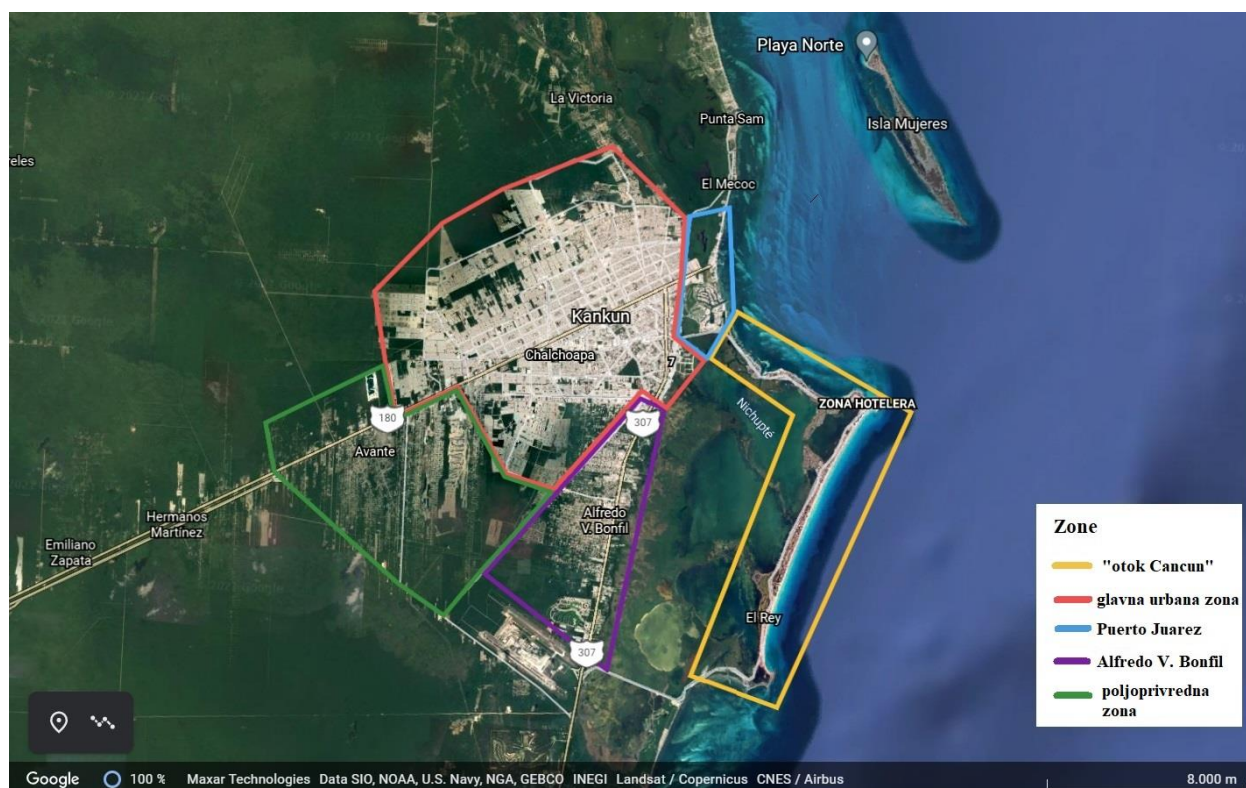 Playa Norte
La Victoria
Punta Sam
Isla Mujeres
reles
El Mecoc
Kankun
Chalchoapa
7
ZONA HOTELERA
Nichupté
180
307
Avante
Alfredo
V. Bonfil
Hermanos
Martínez
Emiliano
Zapata
El Rey
307
Zone
"otok Cancun"
glavna urbana zona
Puerto Juarez
Alfredo V. Bonfil
poljoprivredna
zona
Google 100 % Maxar Technologies Data SIO, NOAA, U.S. Navy, NGA, GEBCO INEGI Landsat / Copernicus CNES / Airbus 8.000 m